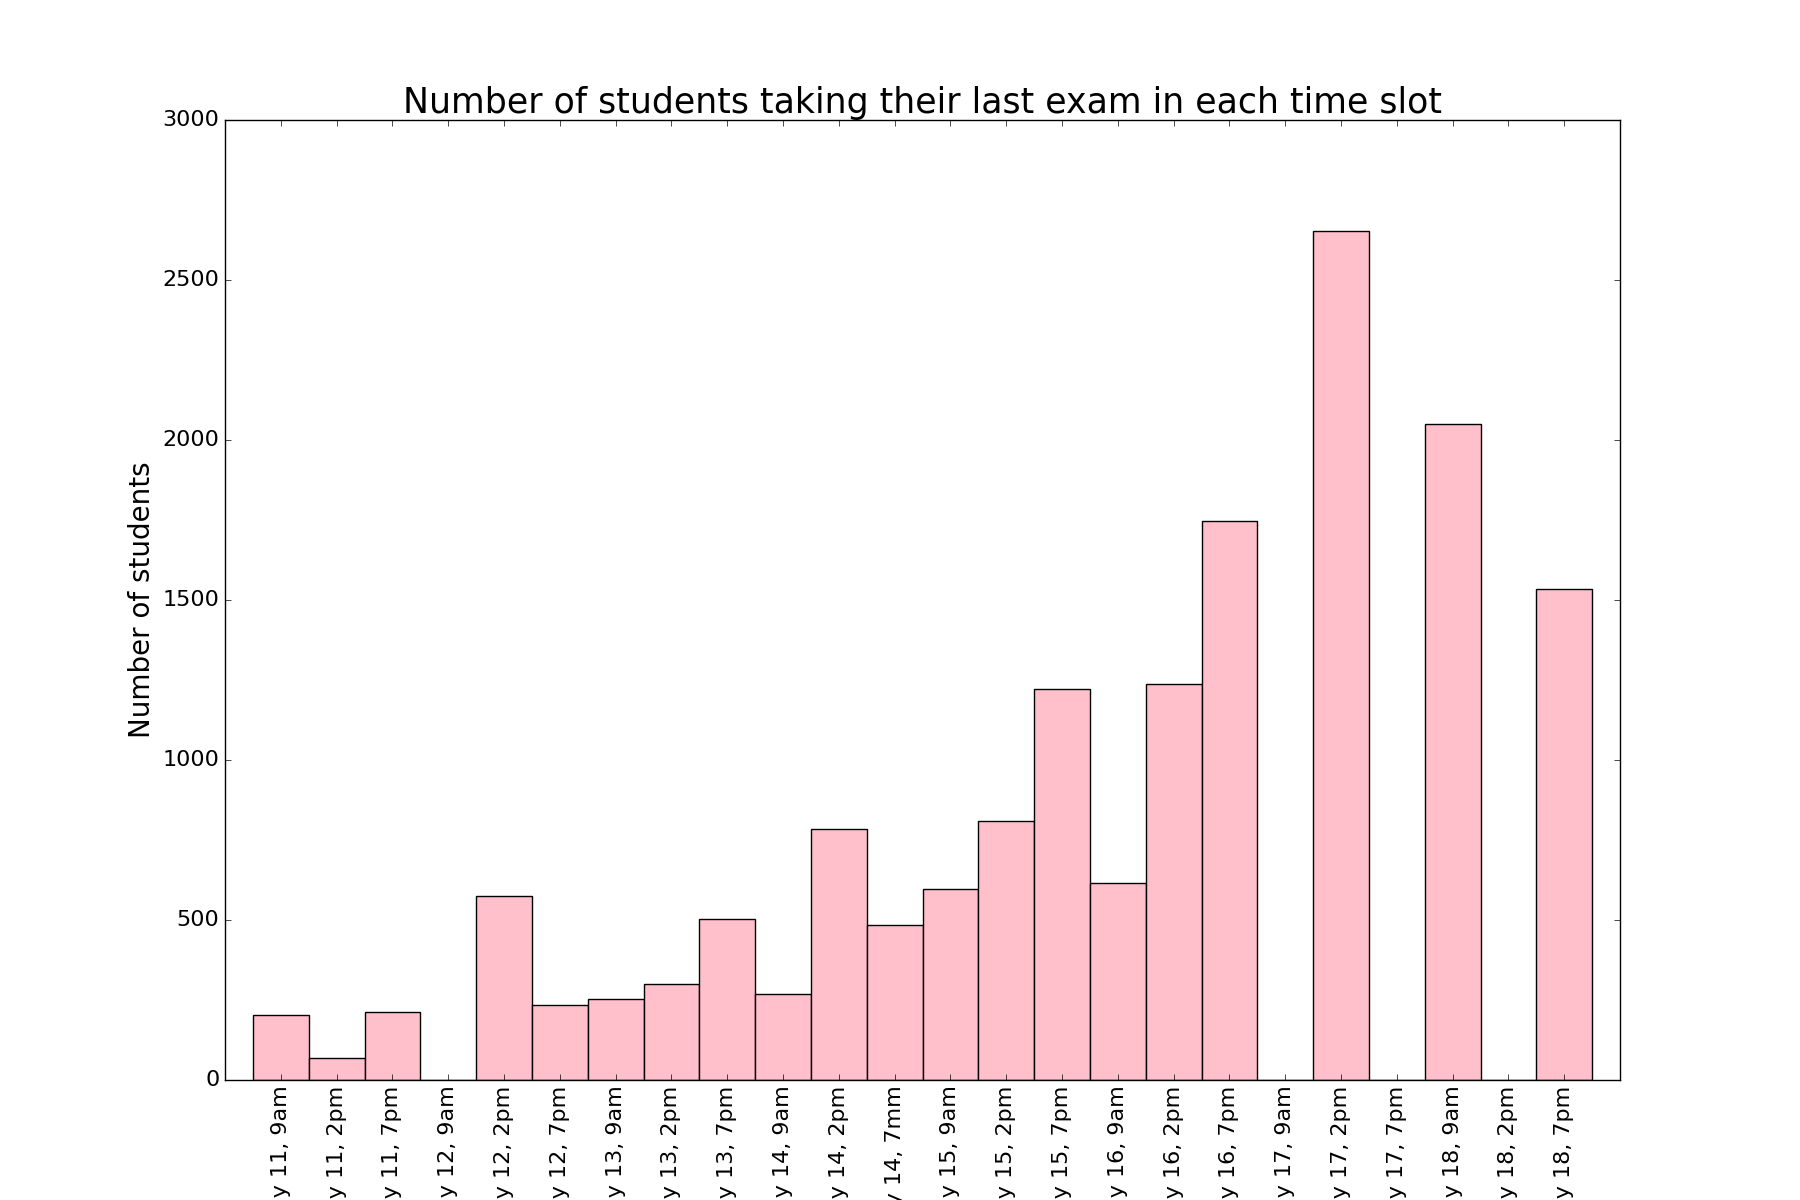 Number of students taking their last exam in each time slot
Number of students
3000
2500
2000
1500
1000
500
0
y 11, 9am
y 11, 2pm
y 11, 7pm
y 12, 9am
y 12, 2pm
y 12, 7pm
y 13, 9am
y 13, 2pm
y 13, 7pm
y 14, 9am
y 14, 2pm
y 14, 7mm
y 15, 9am
y 15, 2pm
y 15, 7pm
y 16, 9am
y 16, 2pm
y 16, 7pm
y 17, 9am
y 17, 2pm
y 17, 7pm
y 18, 9am
y 18, 2pm
y 18, 7pm